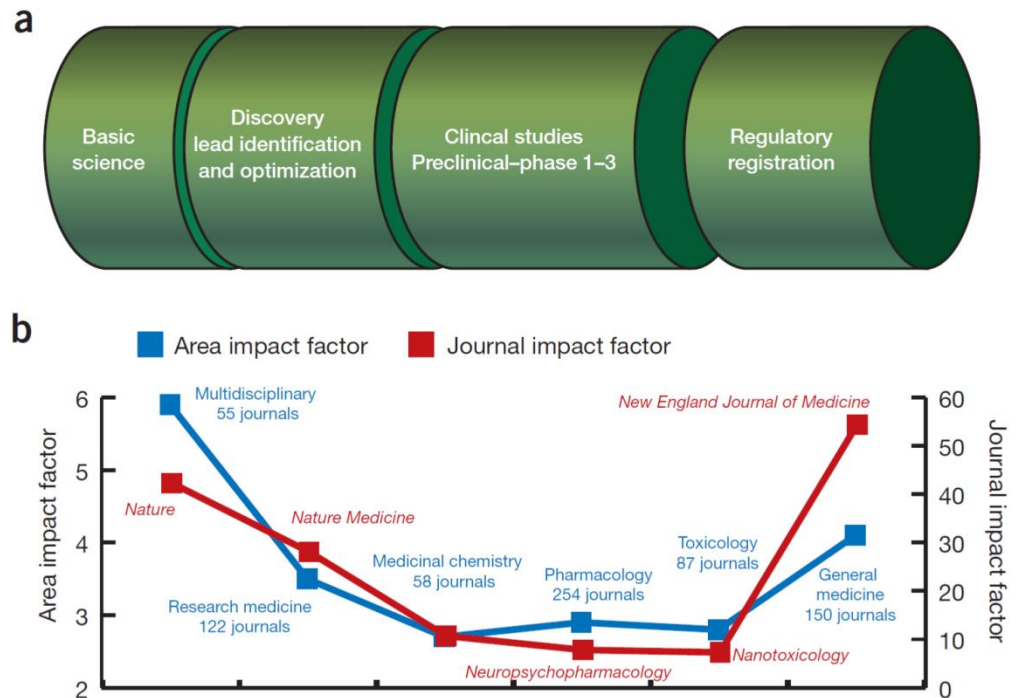 a
Basic
science
Discovery
lead identification
and optimization
Clincal studies
Preclinical–phase 1–3
Regulatory
registration
b
Area impact factor
Journal impact factor
Area impact factor
6
5
4
3
2
Journal impact factor
60
50
40
30
20
10
0
Multidisciplinary
55 journals
Nature
Nature Medicine
Research medicine
122 journals
Medicinal chemistry
58 journals
Pharmacology
254 journals
Neuropsychopharmacology
Toxicology
87 journals
Nanotoxicology
New England Journal of Medicine
General
medicine
150 journals